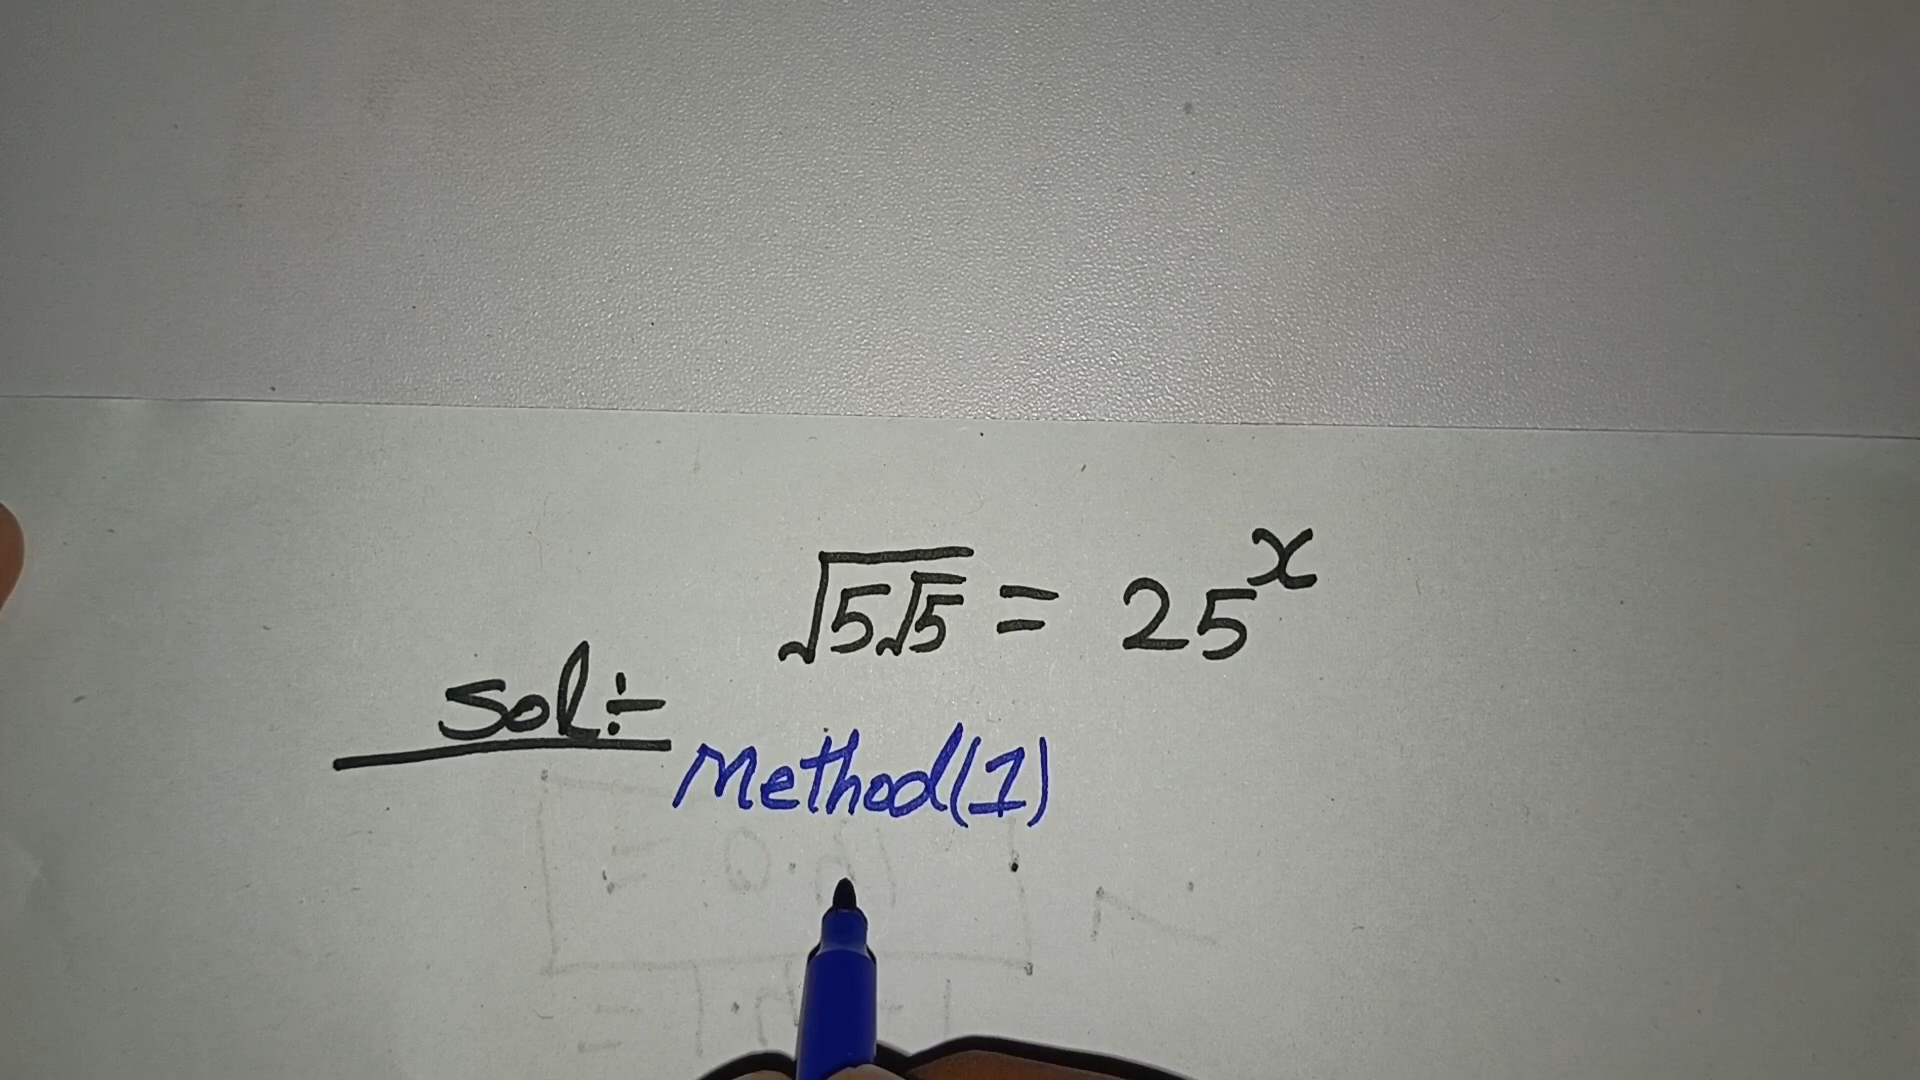 √5√5 = 25^x
Sol:-
Method(1)